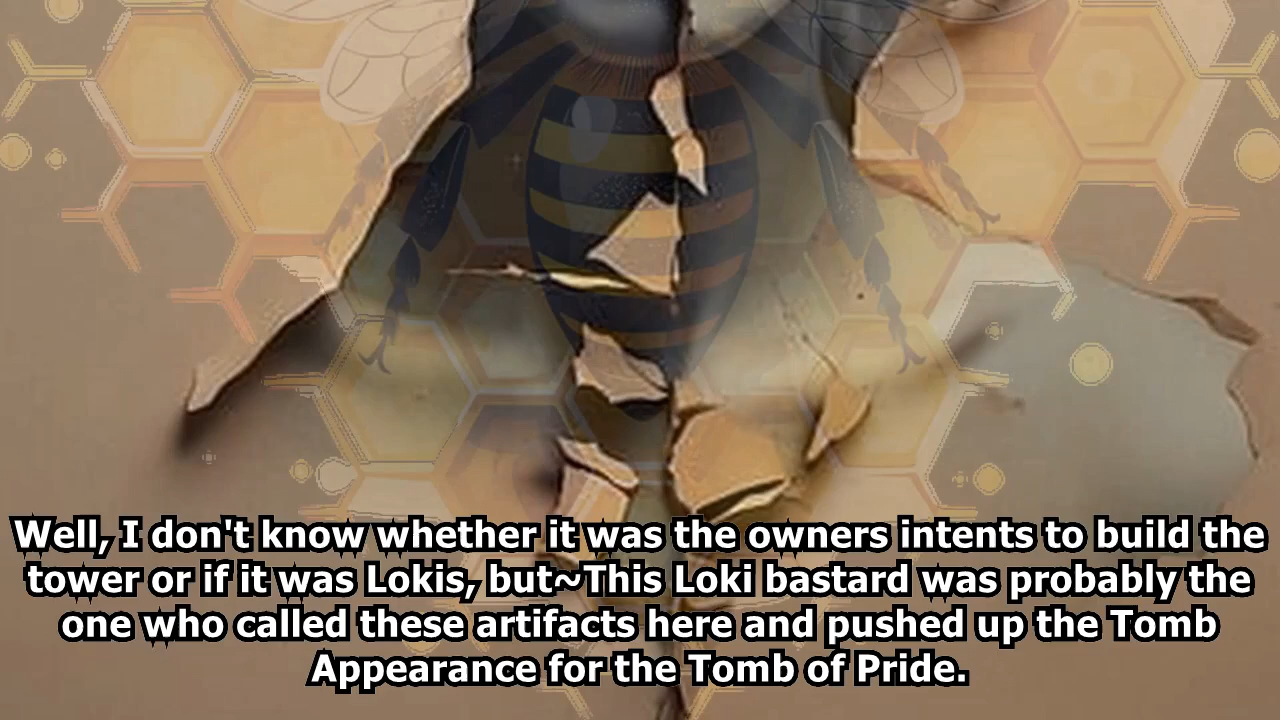 Well, I don't know whether it was the owners intents to build the
tower or if it was Lokis, but~This Loki bastard was probably the
one who called these artifacts here and pushed up the Tomb
Appearance for the Tomb of Pride.